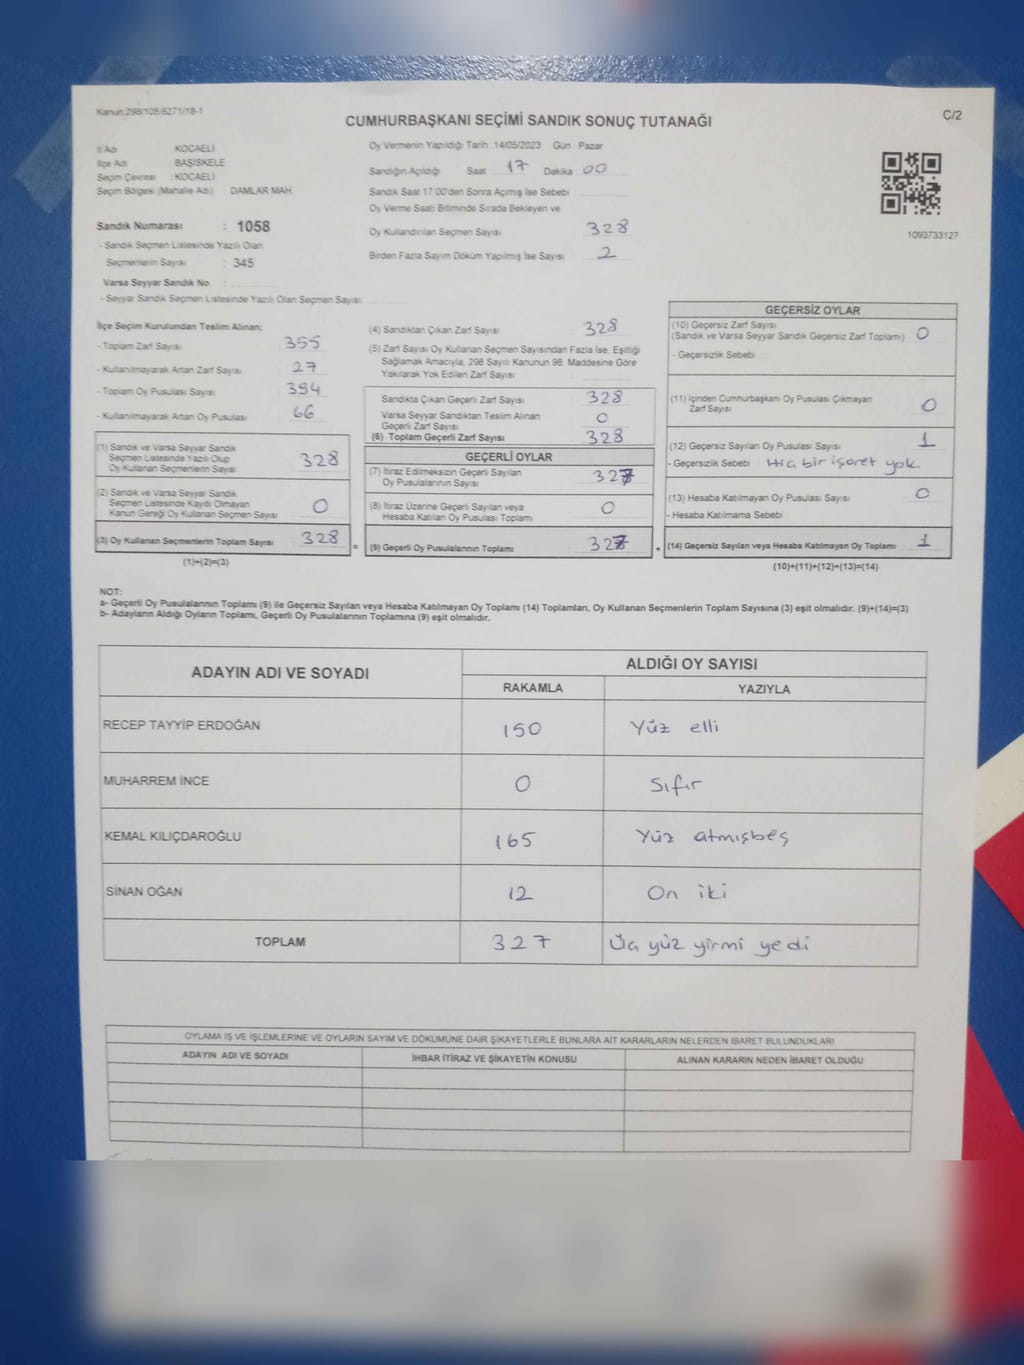 Kanun:298/105;6271/18-1
C/2
CUMHURBAŞKANI SEÇİMİ SANDIK SONUÇ TUTANAĞI
İl Adı KOCAELİ
İlçe Adı BAŞİSKELE
Seçim Çevresi : KOCAELİ
Seçim Bölgesi (Mahalle Adı) DAMLAR MAH.
Sandık Numarası : 1058
- Sandık Seçmen Listesinde Yazılı Olan
Seçmenlerin Sayısı : 345
Varsa Seyyar Sandık No :
- Seyyar Sandık Seçmen Listesinde Yazılı Olan Seçmen Sayısı
Oy Vermenin Yapıldığı Tarih :14/05/2023 Gün Pazar
Sandığın Açıldığı Saat 17 Dakika 00
Sandık Saat 17:00'den Sonra Açımış İse Sebebi
Oy Verme Saati Bitiminde Sırada Bekleyen ve
Oy Kullandırılan Seçmen Sayısı 328
Birden Fazla Sayım Döküm Yapılmış İse Sayısı 2
1093733127
İlçe Seçim Kurulundan Teslim Alınan;
- Toplam Zarf Sayısı 355
- Kullanılmayarak Artan Zarf Sayısı 27
- Toplam Oy Pusulası Sayısı 394
- Kullanılmayarak Artan Oy Pusulası 66
(1) Sandık ve Varsa Seyyar Sandık
Seçmen Listesinde Yazılı Olup
Oy Kullanan Seçmenlerin Sayısı 328
(2) Sandık ve Varsa Seyyar Sandık
Seçmen Listesinde Kayıtlı Olmayan
Kanun Gereği Oy Kullanan Seçmen Sayısı 0
(3) Oy Kullanan Seçmenlerin Toplam Sayısı 328 =
(1)+(2)=(3)
(4) Sandıktan Çıkan Zarf Sayısı 328
(5) Zarf Sayısı Oy Kullanan Seçmen Sayısından Fazla İse, Eşitliği
Sağlamak Amacıyla, 298 Sayılı Kanunun 98. Maddesine Göre
Yakılarak Yok Edilen Zarf Sayısı
Sandıkta Çıkan Geçerli Zarf Sayısı 328
Varsa Seyyar Sandıktan Teslim Alınan
Geçerli Zarf Sayısı 0
(6) Toplam Geçerli Zarf Sayısı 328
GEÇERLİ OYLAR
(7) İtiraz Edilmeksizin Geçerli Sayılan
Oy Pusulalarının Sayısı 327
(8) İtiraz Üzerine Geçerli Sayılan veya
Hesaba Katılan Oy Pusulası Toplamı 0
(9) Geçerli Oy Pusulalarının Toplamı 327 +
GEÇERSİZ OYLAR
(10) Geçersiz Zarf Sayısı
(Sandık ve Varsa Seyyar Sandık Geçersiz Zarf Toplamı) 0
- Geçersizlik Sebebi
(11) İçinden Cumhurbaşkanı Oy Pusulası Çıkmayan
Zarf Sayısı 0
(12) Geçersiz Sayılan Oy Pusulası Sayısı 1
- Geçersizlik Sebebi Hiç bir işaret yok
(13) Hesaba Katılmayan Oy Pusulası Sayısı 0
- Hesaba Katılmama Sebebi
(14) Geçersiz Sayılan veya Hesaba Katılmayan Oy Toplamı 1
(10)+(11)+(12)+(13)=(14)
NOT:
a- Geçerli Oy Pusulalarının Toplamı (9) ile Geçersiz Sayılan veya Hesaba Katılmayan Oy Toplamı (14) Toplamları, Oy Kullanan Seçmenlerin Toplam Sayısına (3) eşit olmalıdır. (9)+(14)=(3)
b- Adayların Aldığı Oyların Toplamı, Geçerli Oy Pusulalarının Toplamına (9) eşit olmalıdır.
ADAYIN ADI VE SOYADI
ALDIĞI OY SAYISI
RAKAMLA YAZIYLA
RECEP TAYYİP ERDOĞAN 150 Yüz elli
MUHARREM İNCE 0 Sıfır
KEMAL KILIÇDAROĞLU 165 Yüz atmışbeş
SİNAN OĞAN 12 On iki
TOPLAM 327 Üç yüz yirmi yedi
OYLAMA İŞ VE İŞLEMLERİNE VE OYLARIN SAYIM VE DÖKÜMÜNE DAİR ŞİKAYETLERLE BUNLARA AİT KARARLARIN NELERDEN İBARET BULUNDUKLARI
ADAYIN ADI VE SOYADI İHBAR İTİRAZ VE ŞİKAYETİN KONUSU ALINAN KARARIN NEDEN İBARET OLDUĞU